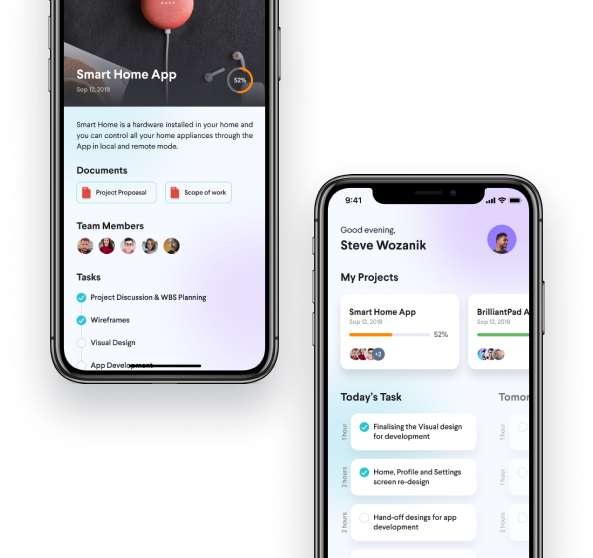 Smart Home App
Sep 12, 2019
52%
Smart Home is a hardware installed in your home and
you can control all your home appliances through the
App in local and remote mode.
Documents
Project Propoasal
Scope of work
Team Members
Tasks
Project Discussion & WBS Planning
Wireframes
Visual Design
App Development
9:41
Good evening,
Steve Wozanik
My Projects
Smart Home App
Sep 12, 2019
52%
+2
BrilliantPad A
Sep 12, 2019
Today's Task
Tomor
1 hour
Finalising the Visual design
for development
1 hour
2 hours
Home, Profile and Settings
screen re-design
1 hour
2 hours
Hand-off desings for app
development
2 hours